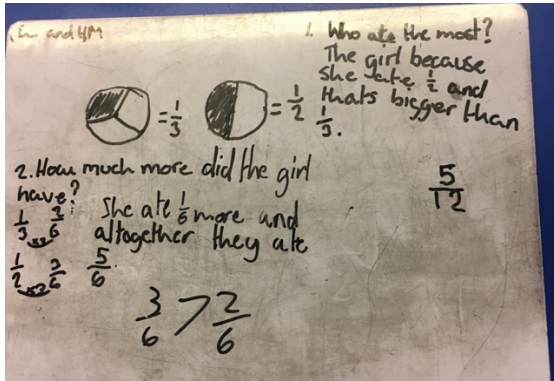 and HM
1. Who ate the most?
The girl because
she ate 1/2 and
thats bigger than
1/3.
= 1/3
= 1/2
2. How much more did the girl
have?
1/3 ×2 2/6
She ate 1/6 more and
altogether they ate
1/2 ×3 3/6
5/6.
3/6 > 2/6
5/12